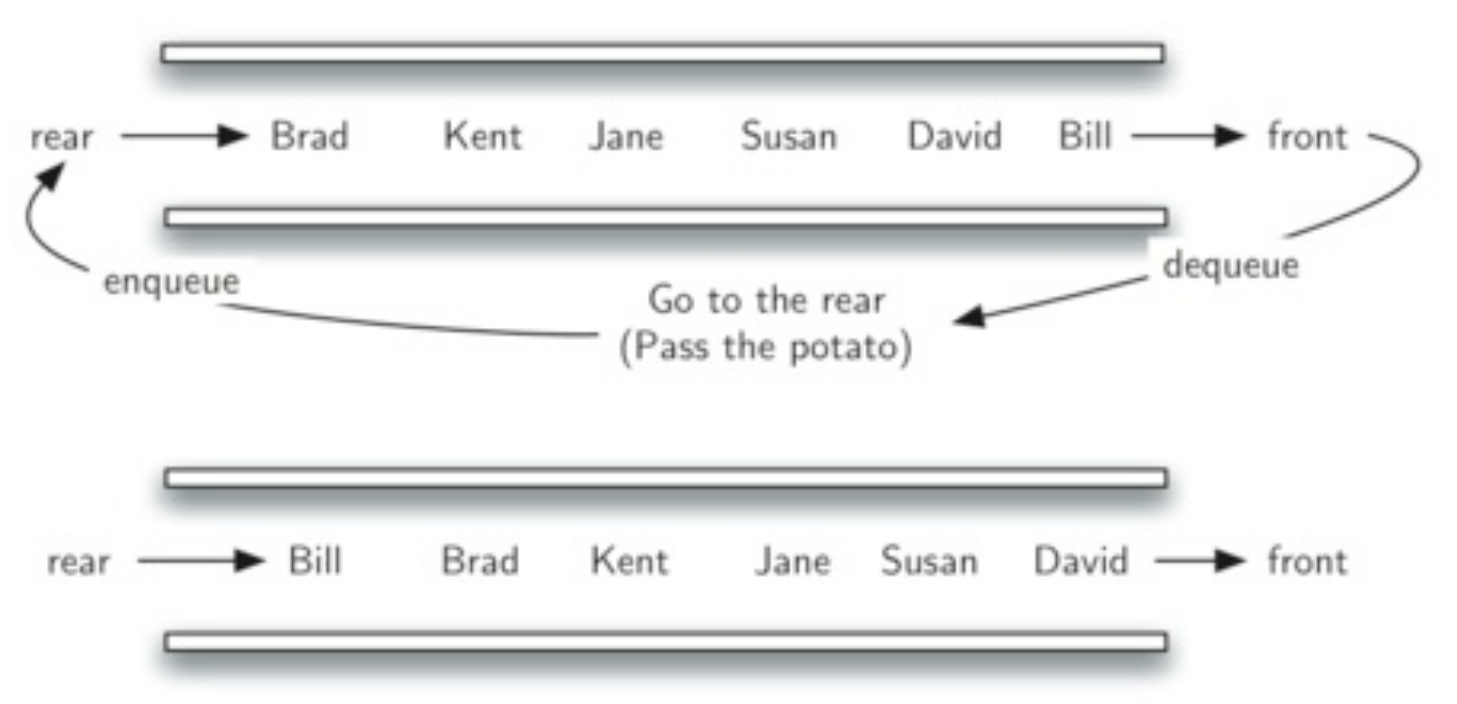 rear Brad Kent Jane Susan David Bill front
enqueue
dequeue
Go to the rear
(Pass the potato)
rear Bill Brad Kent Jane Susan David front